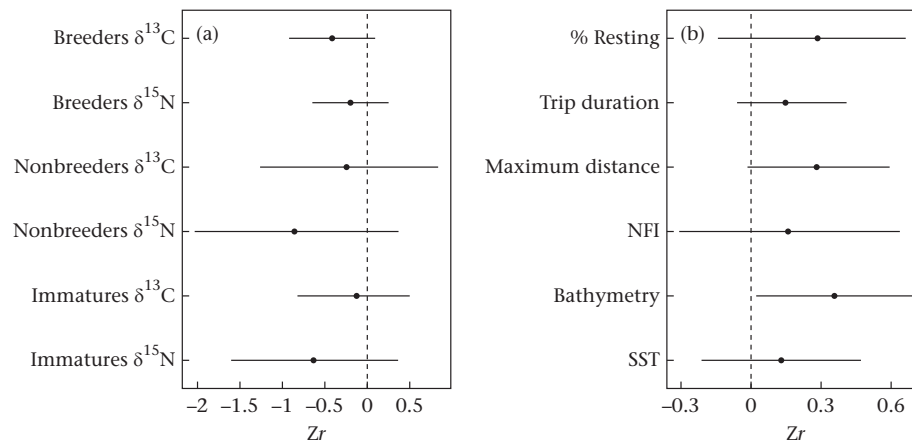 (a)
Breeders δ¹³C
Breeders δ¹⁵N
Nonbreeders δ¹³C
Nonbreeders δ¹⁵N
Immatures δ¹³C
Immatures δ¹⁵N
–2 –1.5 –1 –0.5 0 0.5
Zr
(b)
% Resting
Trip duration
Maximum distance
NFI
Bathymetry
SST
–0.3 0 0.3 0.6
Zr